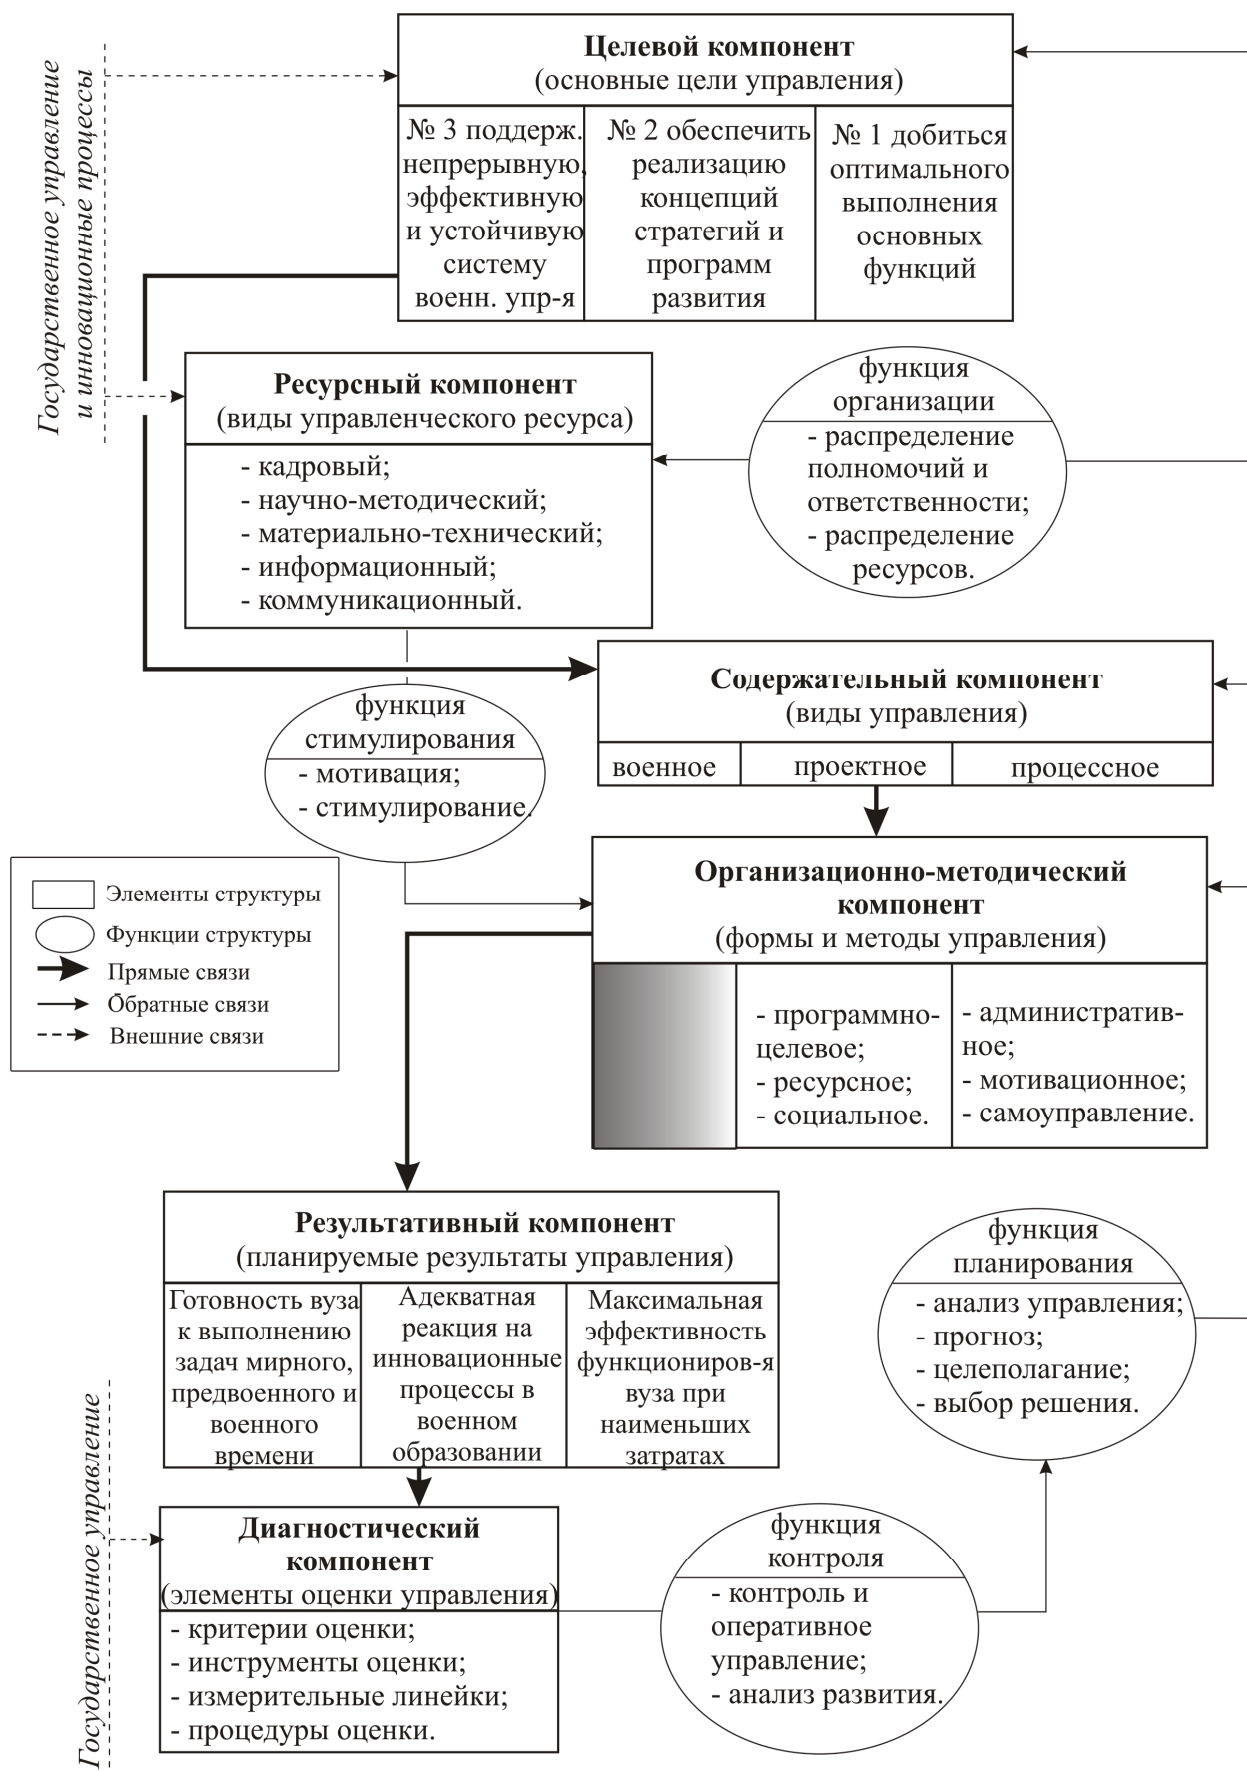 Государственное управление
и инновационные процессы
Целевой компонент
(основные цели управления)
№ 3 поддерж.
непрерывную,
эффективную
и устойчивую
систему
военн. упр-я
№ 2 обеспечить
реализацию
концепций
стратегий и
программ
развития
№ 1 добиться
оптимального
выполнения
основных
функций
Ресурсный компонент
(виды управленческого ресурса)
- кадровый;
- научно-методический;
- материально-технический;
- информационный;
- коммуникационный.
функция
организации
- распределение
полномочий и
ответственности;
- распределение
ресурсов.
Содержательный компонент
(виды управления)
военное
проектное
процессное
функция
стимулирования
- мотивация;
- стимулирование.
Элементы структуры
Функции структуры
Прямые связи
Обратные связи
Внешние связи
Организационно-методический
компонент
(формы и методы управления)
- программно-
целевое;
- ресурсное;
- социальное.
- административ-
ное;
- мотивационное;
- самоуправление.
Результативный компонент
(планируемые результаты управления)
Готовность вуза
к выполнению
задач мирного,
предвоенного и
военного
времени
Адекватная
реакция на
инновационные
процессы в
военном
образовании
Максимальная
эффективность
функциониров-я
вуза при
наименьших
затратах
функция
планирования
- анализ управления;
- прогноз;
- целеполагание;
- выбор решения.
Государственное управление
Диагностический
компонент
(элементы оценки управления)
- критерии оценки;
- инструменты оценки;
- измерительные линейки;
- процедуры оценки.
функция
контроля
- контроль и
оперативное
управление;
- анализ развития.